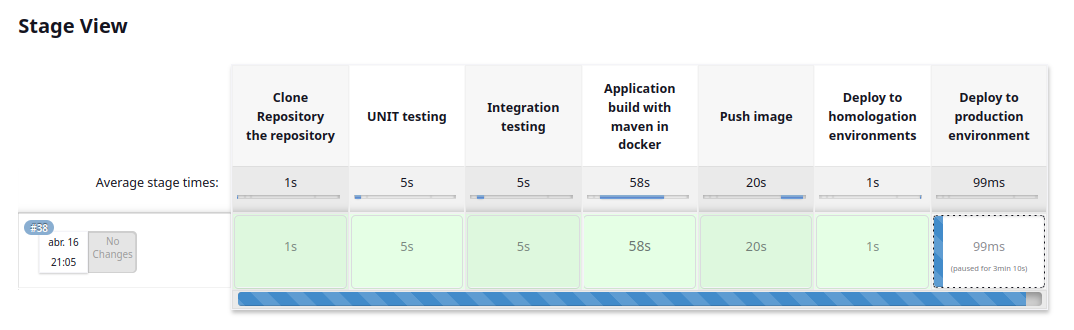 Stage View
Clone
Repository
the repository
UNIT testing
Integration
testing
Application
build with
maven in
docker
Push image
Deploy to
homologation
environments
Deploy to
production
environment
Average stage times:
1s
5s
5s
58s
20s
1s
99ms
#38
abr. 16
21:05
No
Changes
1s
5s
5s
58s
20s
1s
99ms
(paused for 3min 10s)